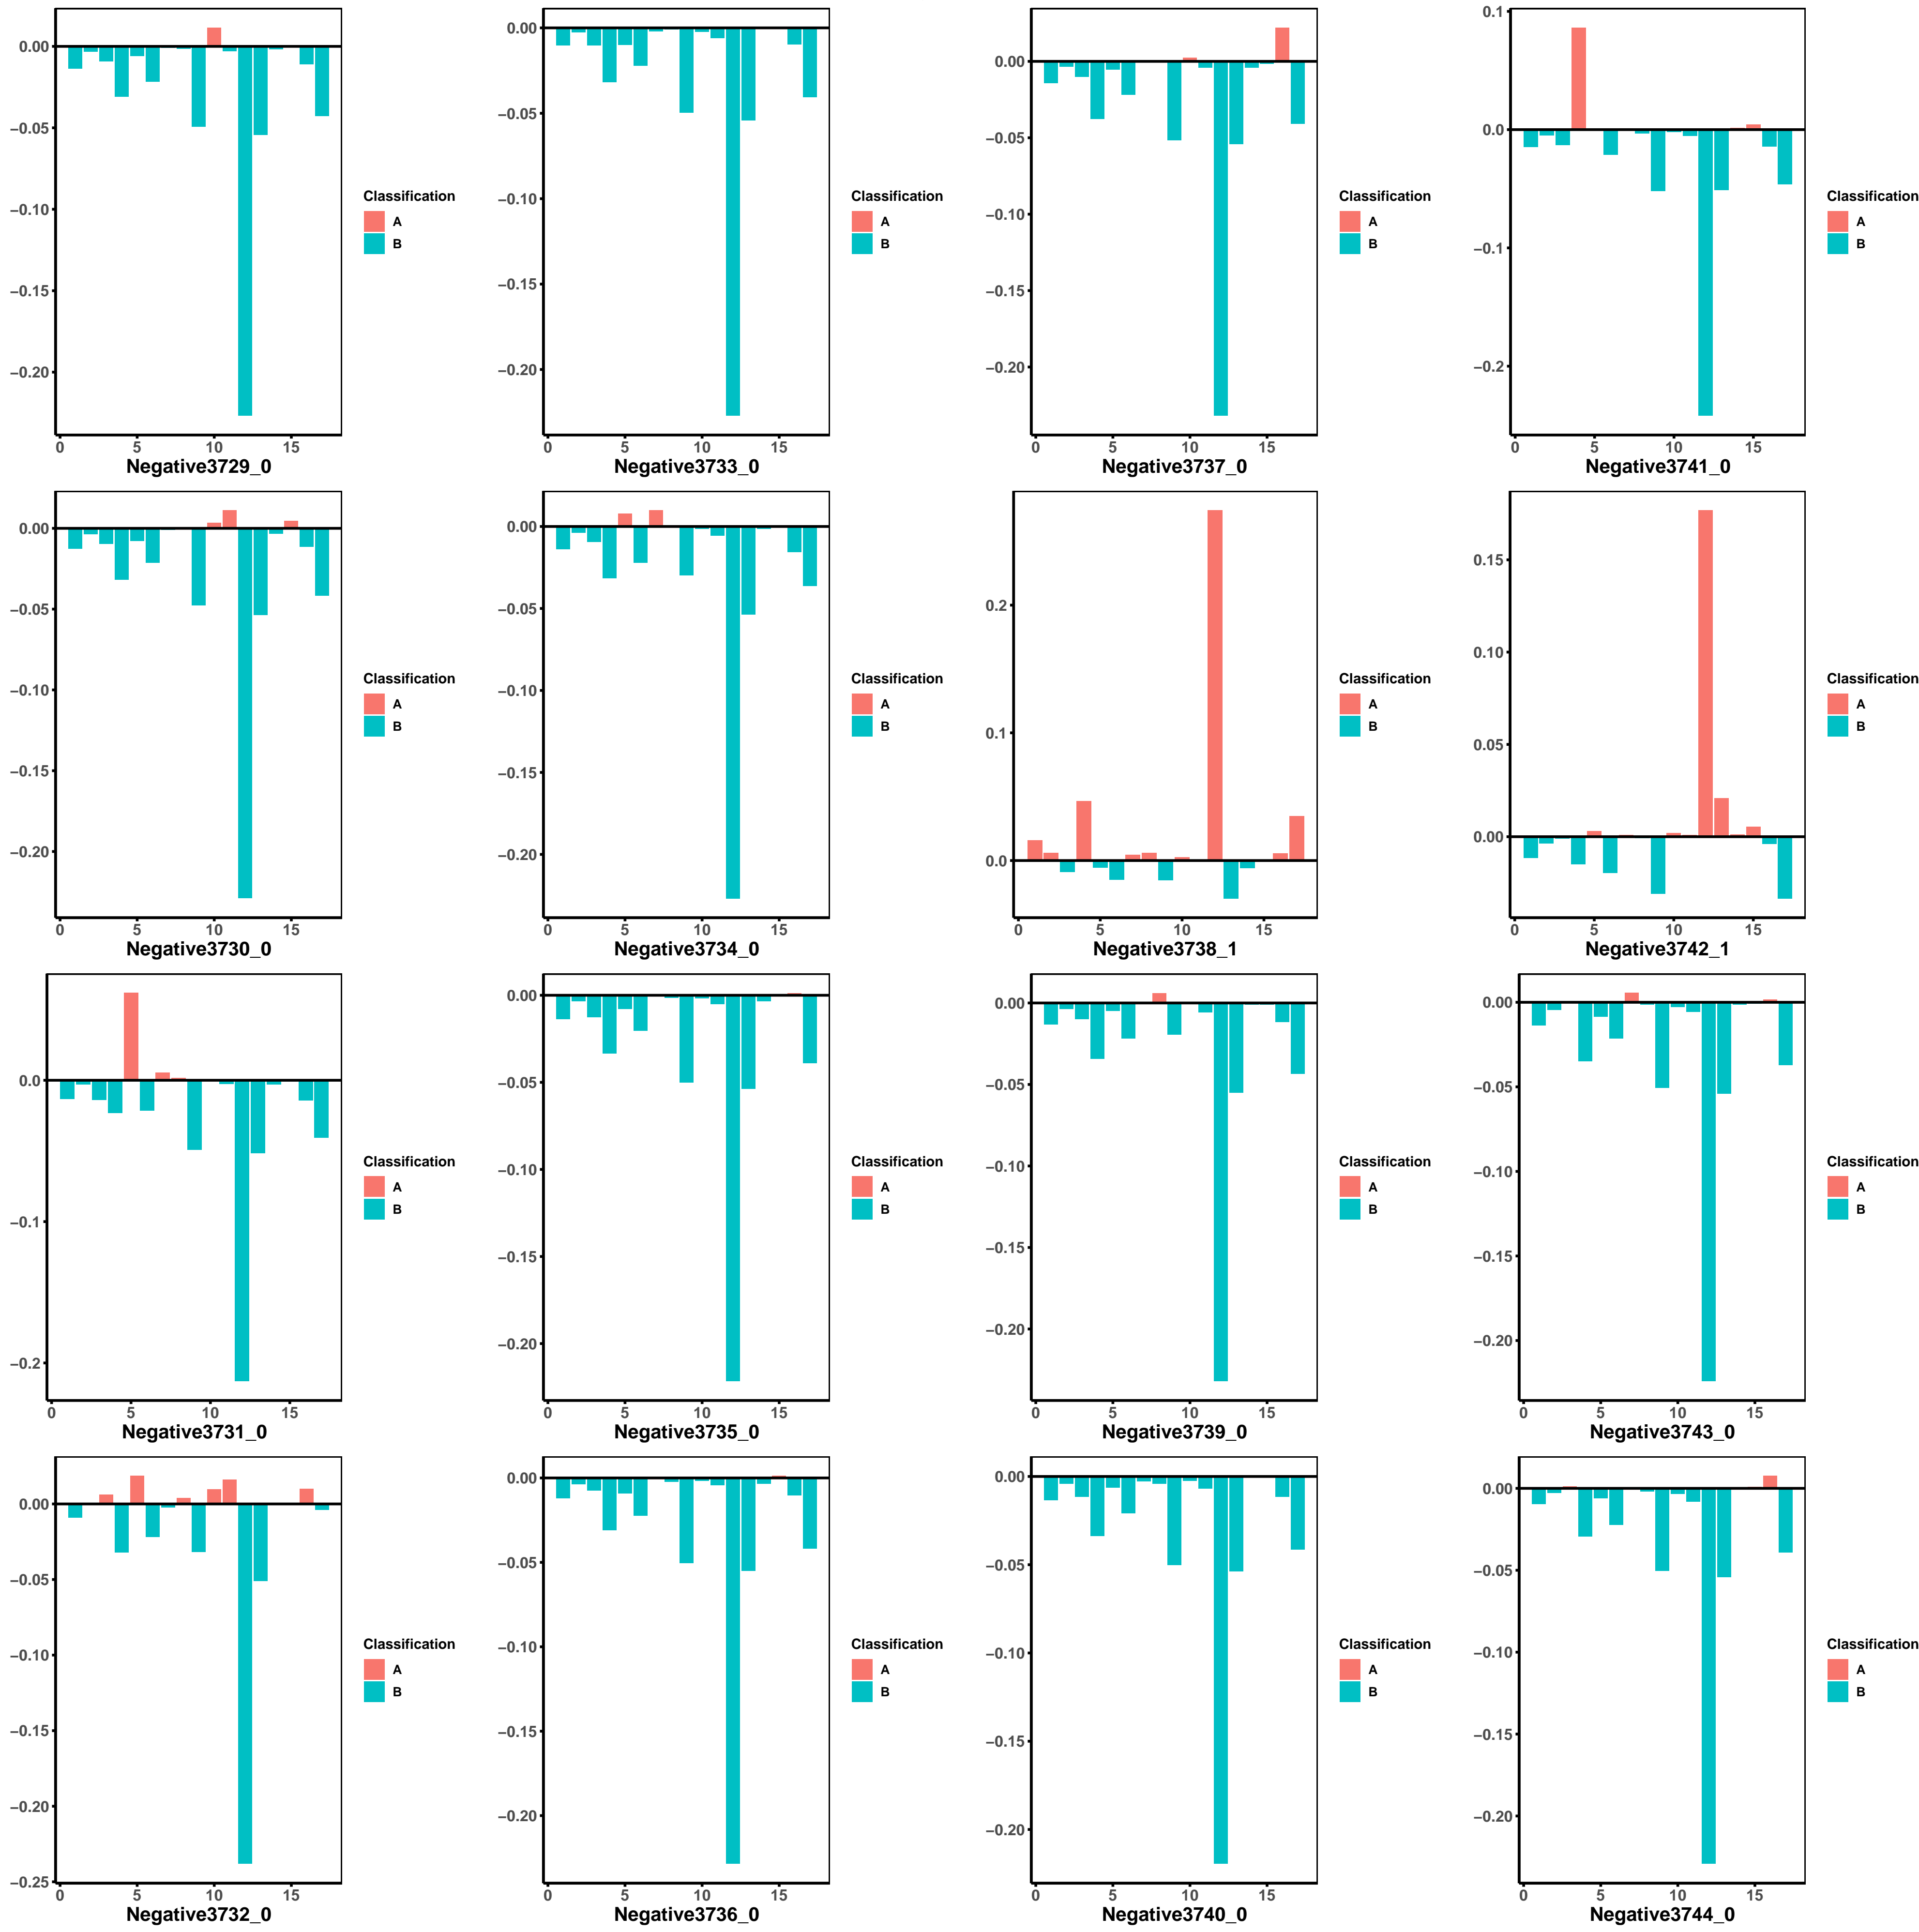 0.00
−0.05
−0.10
−0.15
−0.20
0 5 10 15
Negative3729_0
Classification
A
B
0.00
−0.05
−0.10
−0.15
−0.20
0 5 10 15
Negative3733_0
Classification
A
B
0.00
−0.05
−0.10
−0.15
−0.20
0 5 10 15
Negative3737_0
Classification
A
B
0.1
0.0
−0.1
−0.2
0 5 10 15
Negative3741_0
Classification
A
B
0.00
−0.05
−0.10
−0.15
−0.20
0 5 10 15
Negative3730_0
Classification
A
B
0.00
−0.05
−0.10
−0.15
−0.20
0 5 10 15
Negative3734_0
Classification
A
B
0.2
0.1
0.0
0 5 10 15
Negative3738_1
Classification
A
B
0.15
0.10
0.05
0.00
0 5 10 15
Negative3742_1
Classification
A
B
0.0
−0.1
−0.2
0 5 10 15
Negative3731_0
Classification
A
B
0.00
−0.05
−0.10
−0.15
−0.20
0 5 10 15
Negative3735_0
Classification
A
B
0.00
−0.05
−0.10
−0.15
−0.20
0 5 10 15
Negative3739_0
Classification
A
B
0.00
−0.05
−0.10
−0.15
−0.20
0 5 10 15
Negative3743_0
Classification
A
B
0.00
−0.05
−0.10
−0.15
−0.20
−0.25
0 5 10 15
Negative3732_0
Classification
A
B
0.00
−0.05
−0.10
−0.15
−0.20
0 5 10 15
Negative3736_0
Classification
A
B
0.00
−0.05
−0.10
−0.15
−0.20
0 5 10 15
Negative3740_0
Classification
A
B
0.00
−0.05
−0.10
−0.15
−0.20
0 5 10 15
Negative3744_0
Classification
A
B